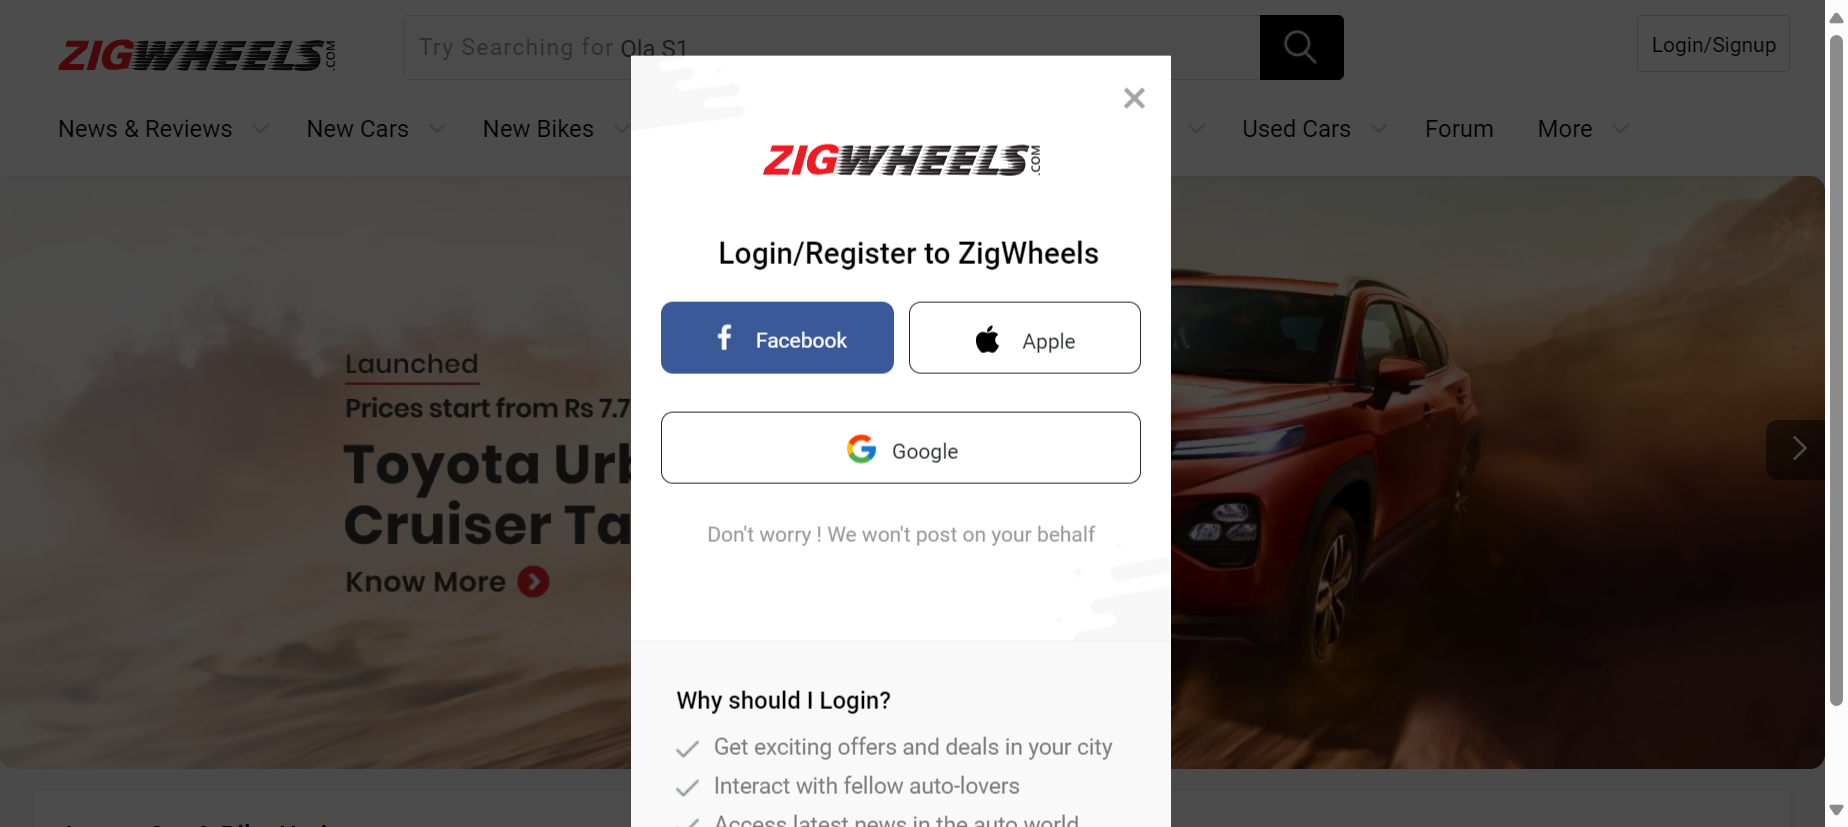 ZIGWHEELS.COM
Try Searching for Ola S1
Login/Signup
News & Reviews
New Cars
New Bikes
Used Cars
Forum
More
Launched
Prices start from Rs 7.7
Toyota Urb
Cruiser Ta
Know More
ZIGWHEELS.COM
Login/Register to ZigWheels
Facebook
Apple
Google
Don't worry ! We won't post on your behalf
Why should I Login?
Get exciting offers and deals in your city
Interact with fellow auto-lovers
Access latest news in the auto world